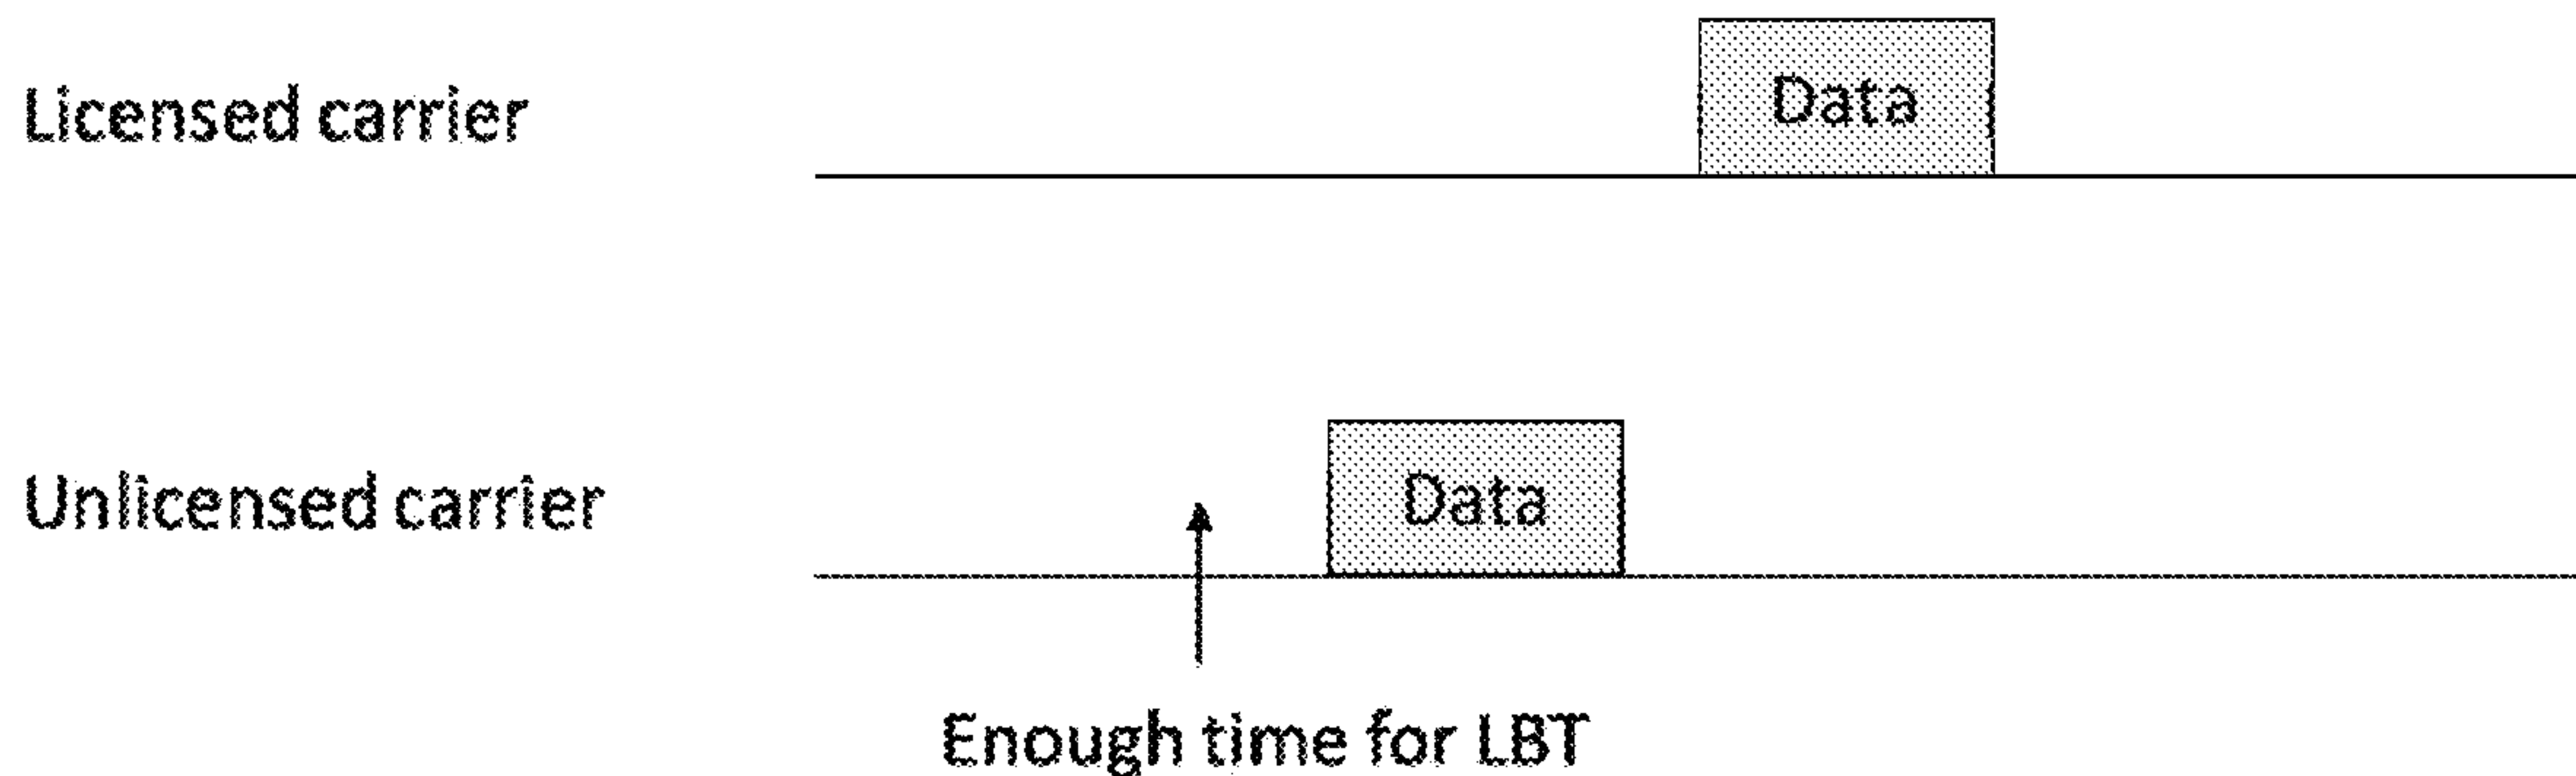 Licensed carrier
Data
Unlicensed carrier
Data
Enough time for LBT